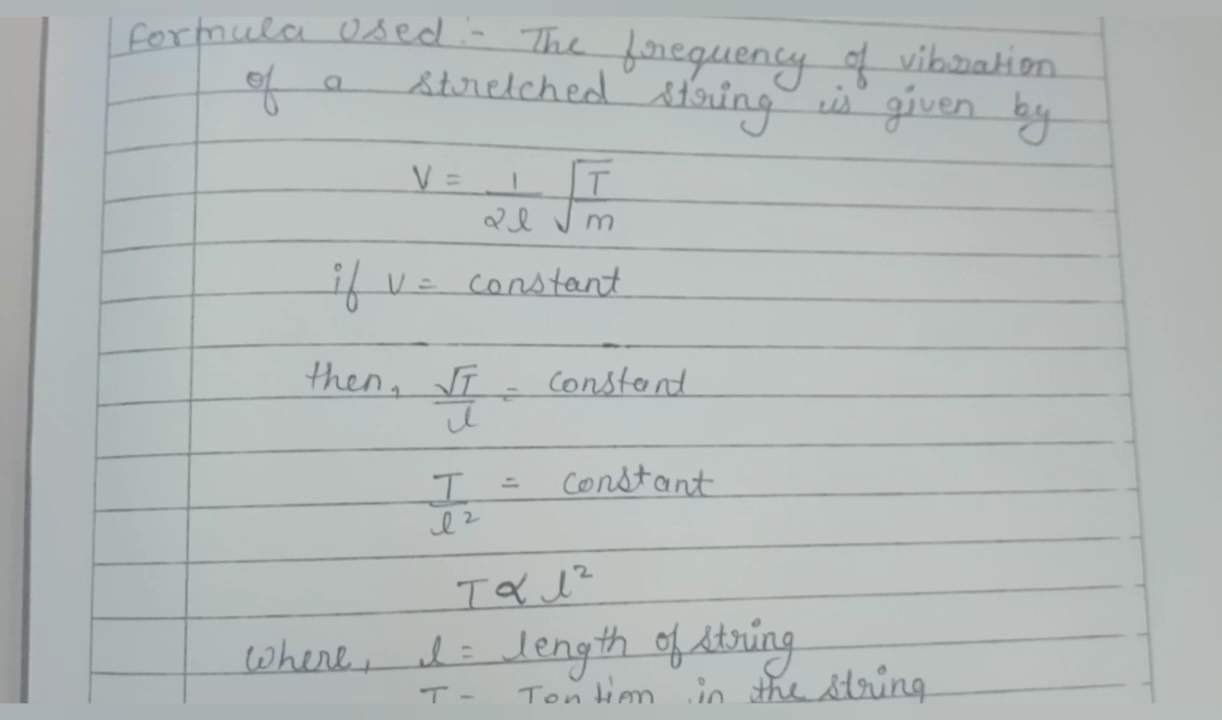 formula used :- The frequency of vibration
of a stretched string is given by
V = 1/2l √T/m
if v = constant
then, √T/l = constant
T/l² = constant
T ∝ l²
where, l = length of string
T = Tention in the string